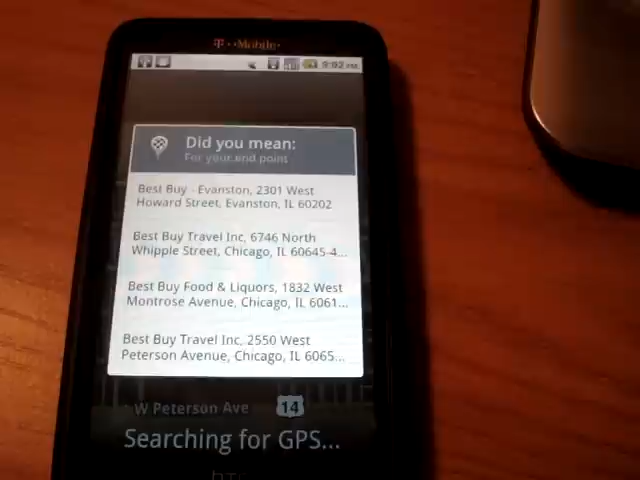 T··Mobile·
9:02 PM
Did you mean:
For your end point
Best Buy - Evanston, 2301 West
Howard Street, Evanston, IL 60202
Best Buy Travel Inc, 6746 North
Whipple Street, Chicago, IL 60645-4...
Best Buy Food & Liquors, 1832 West
Montrose Avenue, Chicago, IL 6061...
Best Buy Travel Inc, 2550 West
Peterson Avenue, Chicago, IL 6065...
W Peterson Ave 14
Searching for GPS...
hTC